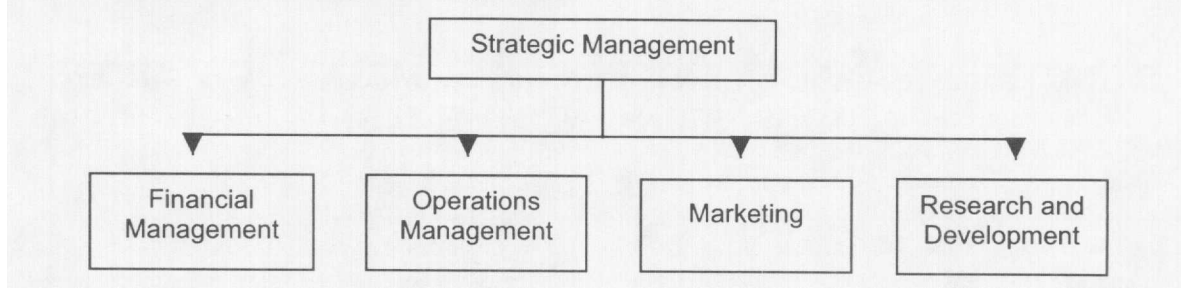 Strategic Management
Financial
Management
Operations
Management
Marketing
Research and
Development